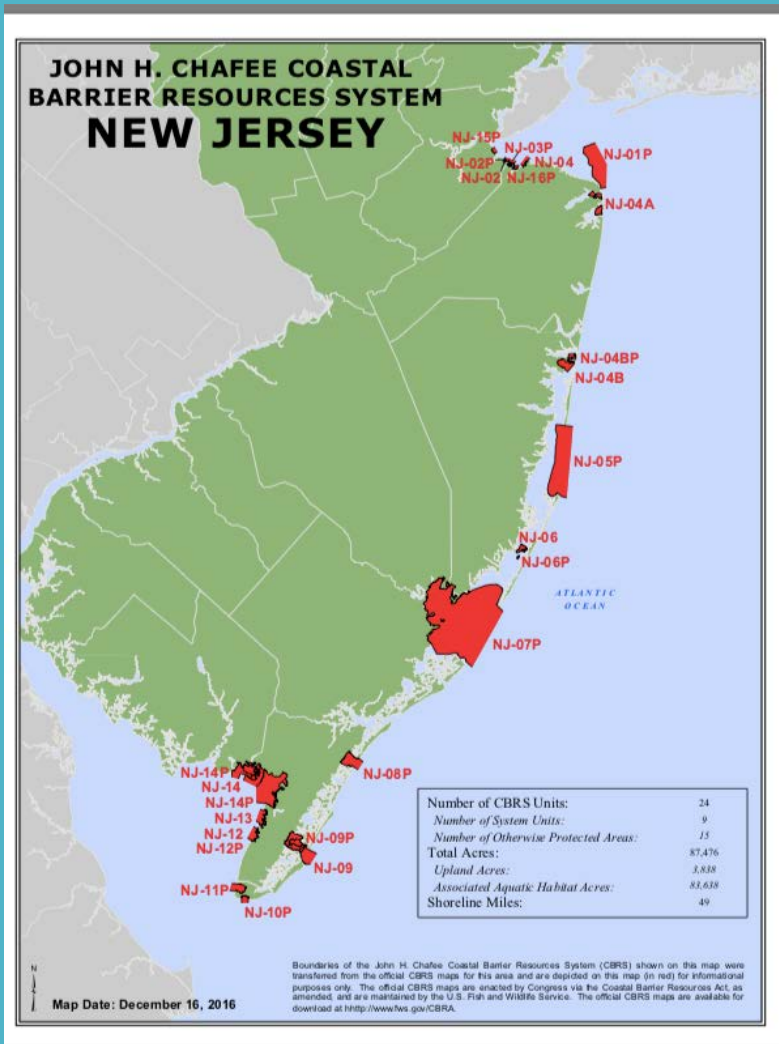 JOHN H. CHAFEE COASTAL
BARRIER RESOURCES SYSTEM
NEW JERSEY
NJ-15P
NJ-03P
NJ-02P
NJ-04
NJ-01P
NJ-02
NJ-16P
NJ-04A
NJ-04BP
NJ-04B
NJ-05P
NJ-06
NJ-06P
ATLANTIC
OCEAN
NJ-07P
NJ-14P
NJ-08P
NJ-14
NJ-14P
NJ-13
NJ-12
NJ-12P
NJ-09P
NJ-09
NJ-11P
NJ-10P
Number of CBRS Units: 24
Number of System Units: 9
Number of Otherwise Protected Areas: 15
Total Acres: 87,476
Upland Acres: 3,838
Associated Aquatic Habitat Acres: 83,638
Shoreline Miles: 49
N
Map Date: December 16, 2016
Boundaries of the John H. Chafee Coastal Barrier Resources System (CBRS) shown on this map were
transferred from the official CBRS maps for this area and are depicted on this map (in red) for informational
purposes only. The official CBRS maps are enacted by Congress via the Coastal Barrier Resources Act, as
amended, and are maintained by the U.S. Fish and Wildlife Service. The official CBRS maps are available for
download at hhttp://www.fws.gov/CBRA.